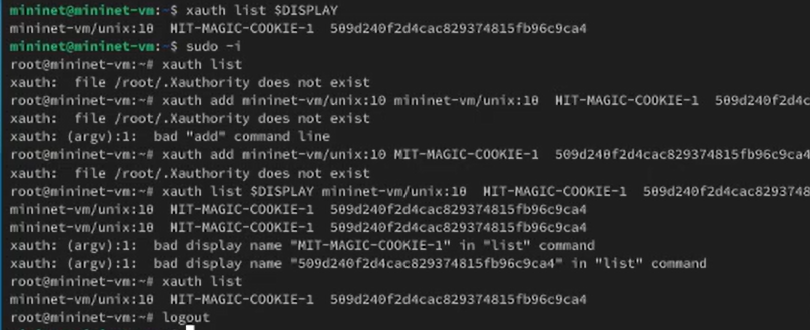 mininet@mininet-vm:~$ xauth list $DISPLAY
mininet-vm/unix:10  MIT-MAGIC-COOKIE-1  509d240f2d4cac829374815fb96c9ca4
mininet@mininet-vm:~$ sudo -i
root@mininet-vm:~# xauth list
xauth:  file /root/.Xauthority does not exist
root@mininet-vm:~# xauth add mininet-vm/unix:10 mininet-vm/unix:10  MIT-MAGIC-COOKIE-1  509d240f2d4c
xauth:  file /root/.Xauthority does not exist
xauth: (argv):1:  bad "add" command line
root@mininet-vm:~# xauth add mininet-vm/unix:10 MIT-MAGIC-COOKIE-1  509d240f2d4cac829374815fb96c9ca4
xauth:  file /root/.Xauthority does not exist
root@mininet-vm:~# xauth list $DISPLAY mininet-vm/unix:10  MIT-MAGIC-COOKIE-1  509d240f2d4cac8293748
mininet-vm/unix:10  MIT-MAGIC-COOKIE-1  509d240f2d4cac829374815fb96c9ca4
mininet-vm/unix:10  MIT-MAGIC-COOKIE-1  509d240f2d4cac829374815fb96c9ca4
xauth: (argv):1:  bad display name "MIT-MAGIC-COOKIE-1" in "list" command
xauth: (argv):1:  bad display name "509d240f2d4cac829374815fb96c9ca4" in "list" command
root@mininet-vm:~# xauth list
mininet-vm/unix:10  MIT-MAGIC-COOKIE-1  509d240f2d4cac829374815fb96c9ca4
root@mininet-vm:~# logout